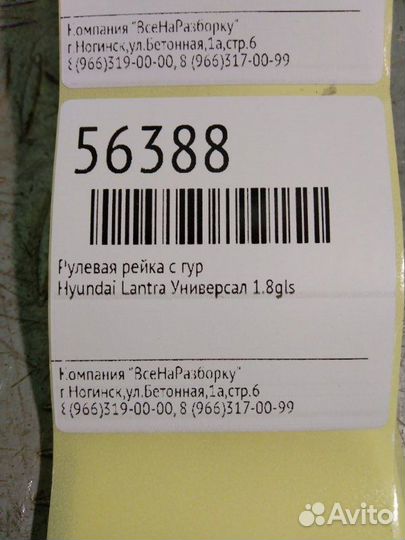 Компания "ВсеНаРазборку"
г.Ногинск,ул.Бетонная,1а,стр.6
8(966)319-00-00, 8 (966)317-00-99
56388
Рулевая рейка с гур
Hyundai Lantra Универсал 1.8gls
Компания "ВсеНаРазборку"
г.Ногинск,ул.Бетонная,1а,стр.6
8(966)319-00-00, 8 (966)317-00-99
Avito